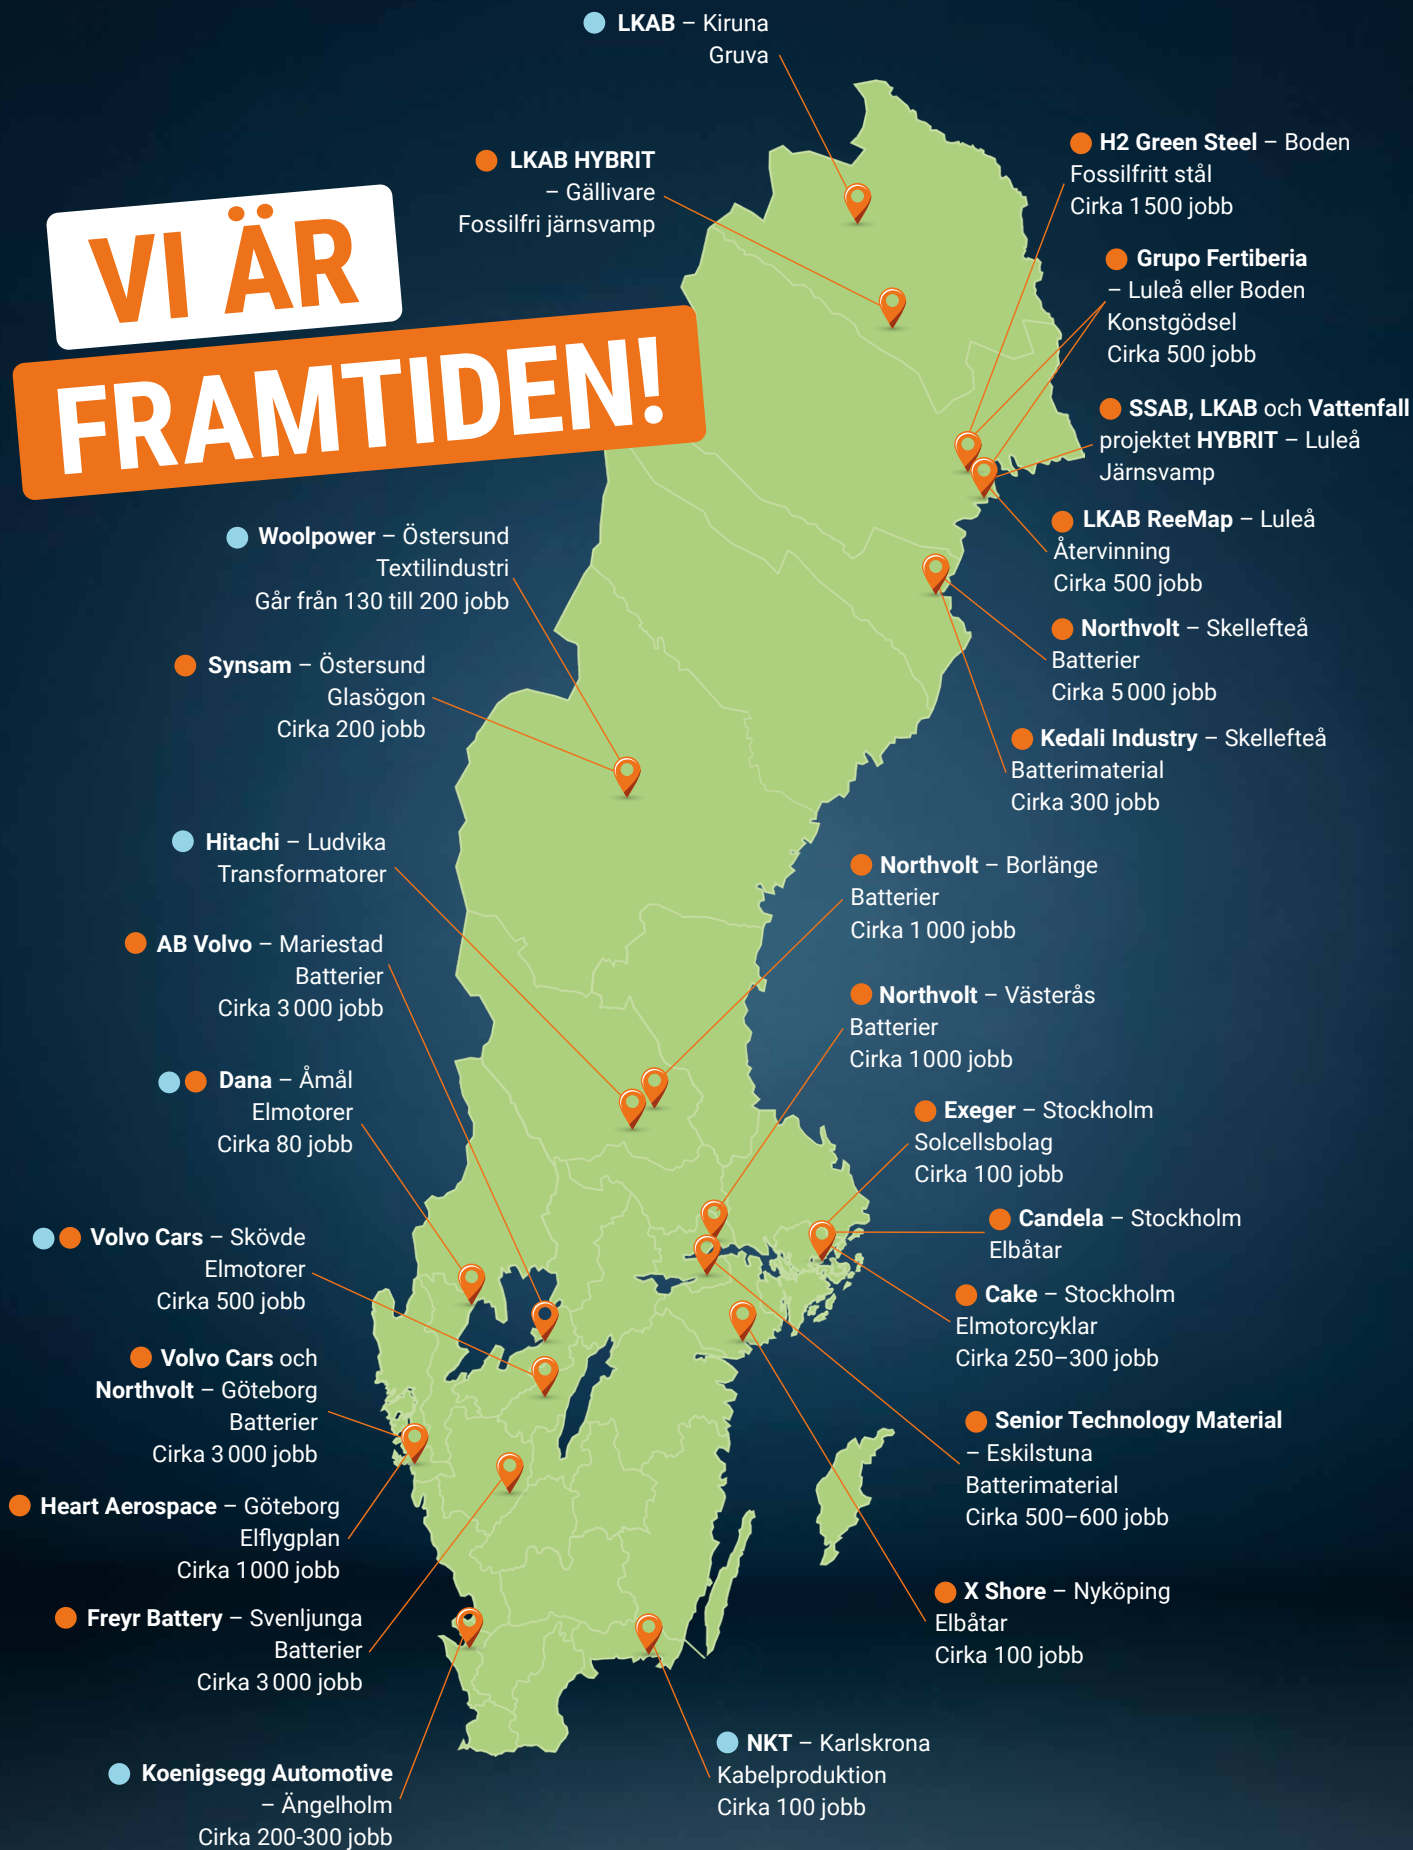 LKAB – Kiruna
Gruva
LKAB HYBRIT
– Gällivare
Fossilfri järnsvamp
H2 Green Steel – Boden
Fossilfritt stål
Cirka 1 500 jobb
VI ÄR
FRAMTIDEN!
Grupo Fertiberia
– Luleå eller Boden
Konstgödsel
Cirka 500 jobb
SSAB, LKAB och Vattenfall
projektet HYBRIT – Luleå
Järnsvamp
LKAB ReeMap – Luleå
Återvinning
Cirka 500 jobb
Woolpower – Östersund
Textilindustri
Går från 130 till 200 jobb
Northvolt – Skellefteå
Batterier
Cirka 5 000 jobb
Synsam – Östersund
Glasögon
Cirka 200 jobb
Kedali Industry – Skellefteå
Batterimaterial
Cirka 300 jobb
Hitachi – Ludvika
Transformatorer
Northvolt – Borlänge
Batterier
Cirka 1 000 jobb
AB Volvo – Mariestad
Batterier
Cirka 3 000 jobb
Northvolt – Västerås
Batterier
Cirka 1000 jobb
Dana – Åmål
Elmotorer
Cirka 80 jobb
Exeger – Stockholm
Solcellsbolag
Cirka 100 jobb
Candela – Stockholm
Elbåtar
Volvo Cars – Skövde
Elmotorer
Cirka 500 jobb
Cake – Stockholm
Elmotorcyklar
Cirka 250–300 jobb
Volvo Cars och
Northvolt – Göteborg
Batterier
Cirka 3 000 jobb
Senior Technology Material
– Eskilstuna
Batterimaterial
Cirka 500–600 jobb
Heart Aerospace – Göteborg
Elflygplan
Cirka 1000 jobb
X Shore – Nyköping
Elbåtar
Cirka 100 jobb
Freyr Battery – Svenljunga
Batterier
Cirka 3 000 jobb
NKT – Karlskrona
Kabelproduktion
Cirka 100 jobb
Koenigsegg Automotive
– Ängelholm
Cirka 200-300 jobb